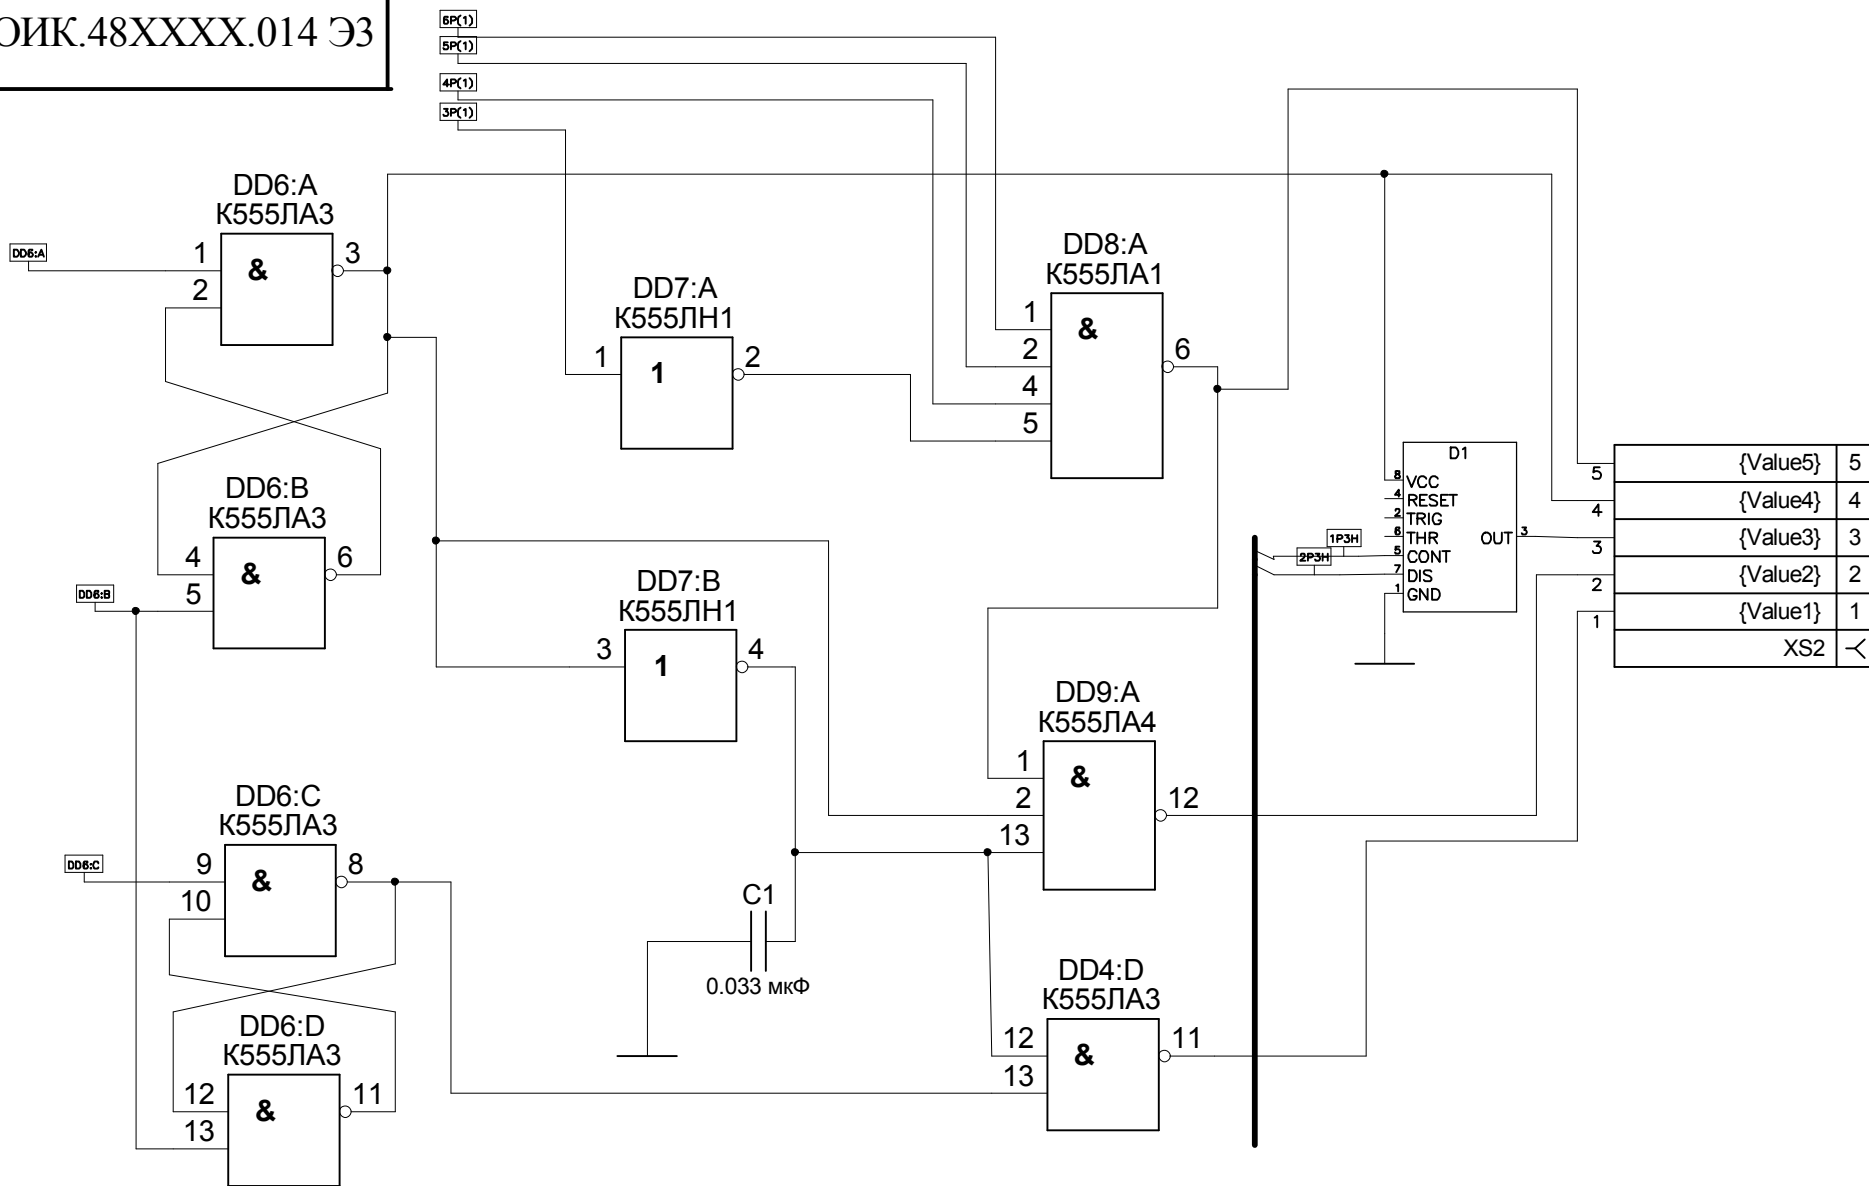 ОИК.48XXXX.014 Э3
6P(1)
5P(1)
4P(1)
3P(1)
DD6:A
К555ЛА3
DD6:A
1
2
&
3
DD7:A
К555ЛН1
1
1
2
DD8:A
К555ЛА1
1
2
4
5
&
6
DD6:B
К555ЛА3
4
5
&
6
DD6:B
DD7:B
К555ЛН1
3
1
4
D1
8
VCC
4
RESET
2
TRIG
6
THR
5
CONT
7
DIS
1
GND
OUT
3
1P3H
2P3H
5
{Value5}
5
4
{Value4}
4
3
{Value3}
3
2
{Value2}
2
1
{Value1}
1
XS2
DD9:A
К555ЛА4
1
2
13
&
12
DD6:C
К555ЛА3
DD6:C
9
10
&
8
C1
0.033 мкФ
DD4:D
К555ЛА3
12
13
&
11
DD6:D
К555ЛА3
12
13
&
11